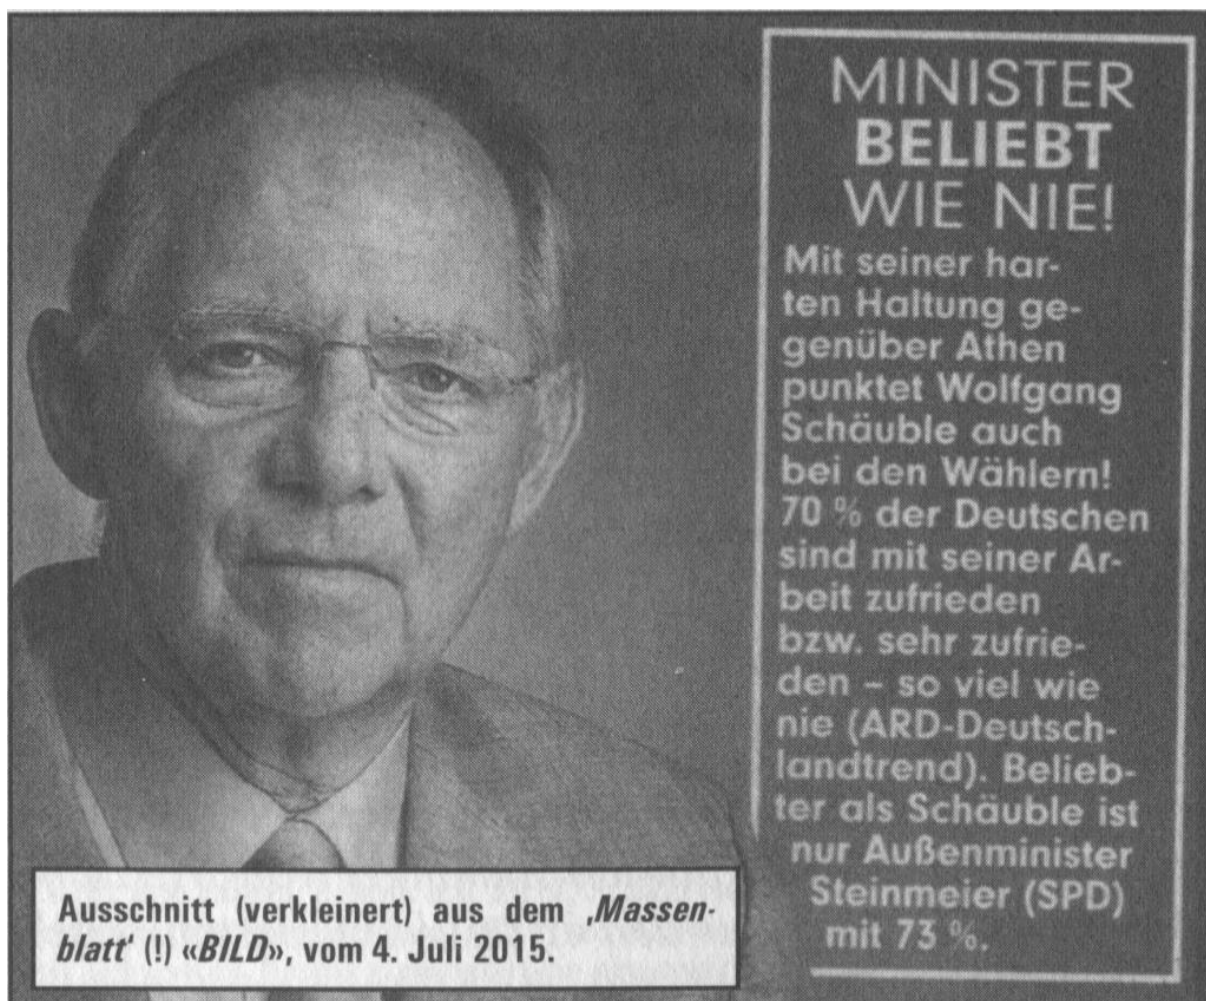 MINISTER
BELIEBT
WIE NIE!
Mit seiner har-
ten Haltung ge-
genüber Athen
punktet Wolfgang
Schäuble auch
bei den Wählern!
70 % der Deutschen
sind mit seiner Ar-
beit zufrieden
bzw. sehr zufrie-
den – so viel wie
nie (ARD-Deutsch-
landtrend). Belieb-
ter als Schäuble ist
nur Außenminister
Steinmeier (SPD)
mit 73 %.
Ausschnitt (verkleinert) aus dem ‚Massen-
blatt‘ (!) «BILD», vom 4. Juli 2015.